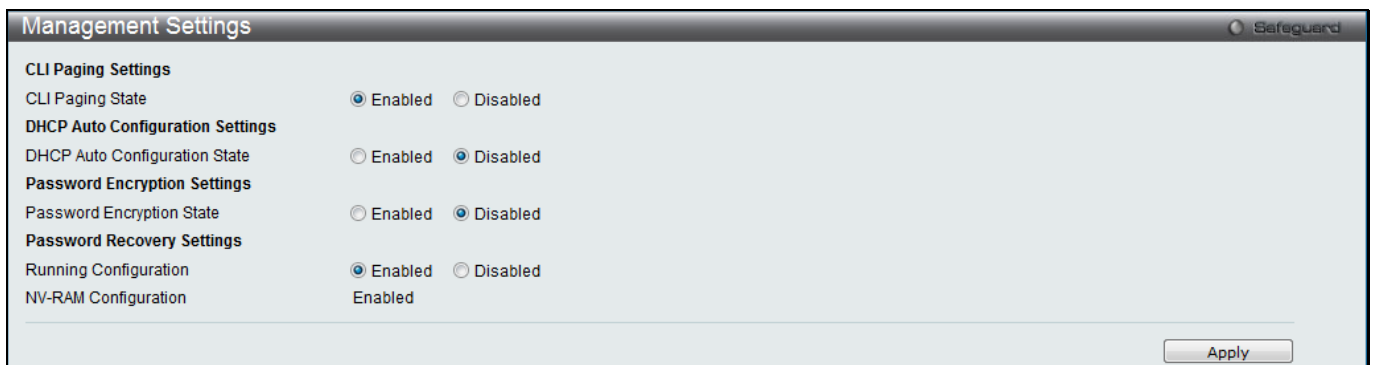 Management Settings Safeguard
CLI Paging Settings
CLI Paging State Enabled Disabled
DHCP Auto Configuration Settings
DHCP Auto Configuration State Enabled Disabled
Password Encryption Settings
Password Encryption State Enabled Disabled
Password Recovery Settings
Running Configuration Enabled Disabled
NV-RAM Configuration Enabled
Apply